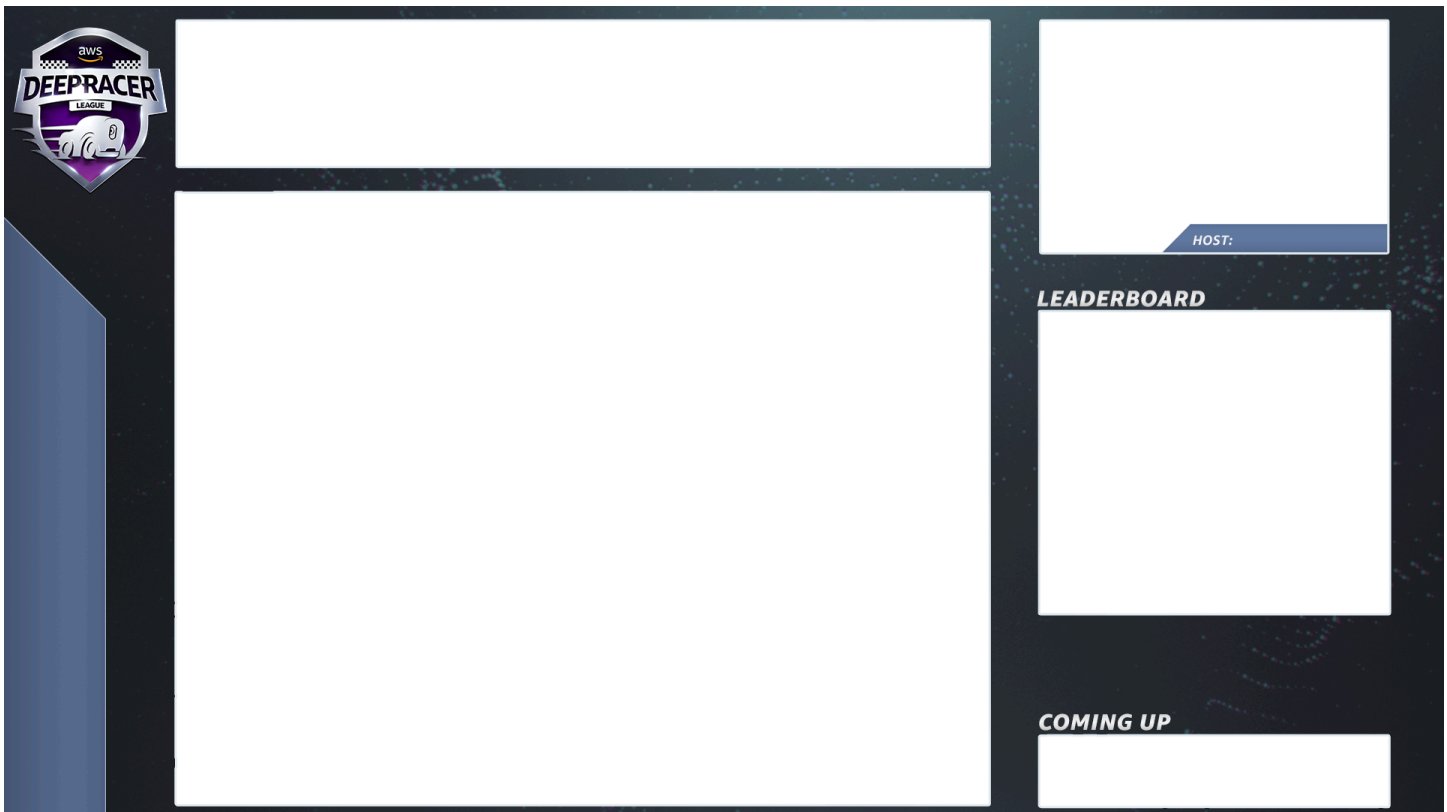 aws
DEEPRACER
LEAGUE
HOST:
LEADERBOARD
COMING UP